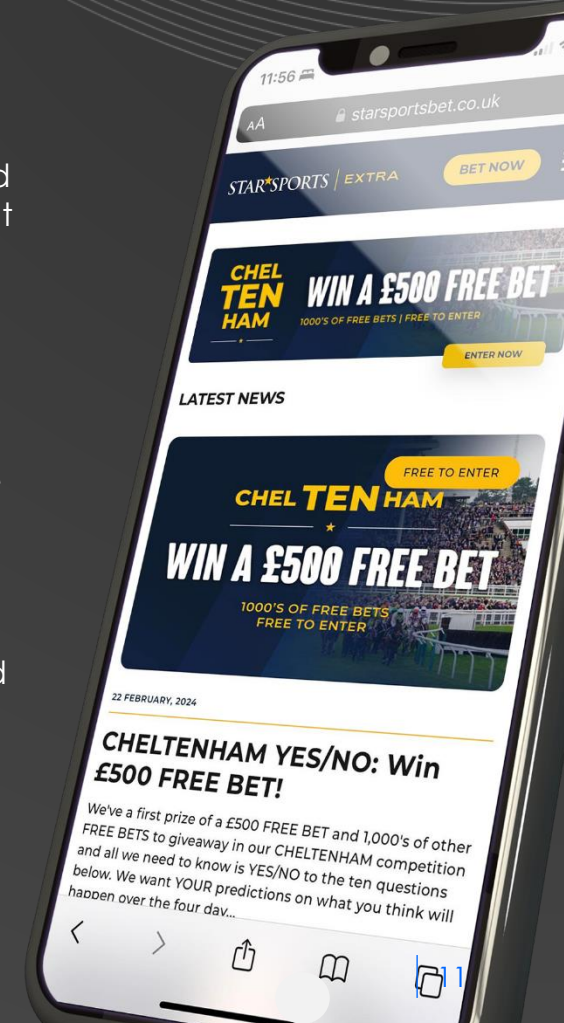 d
t
d
11:56
AA starsportsbet.co.uk
STAR SPORTS | EXTRA BET NOW
CHEL
TEN
HAM
WIN A £500 FREE BET
1000'S OF FREE BETS | FREE TO ENTER
ENTER NOW
LATEST NEWS
FREE TO ENTER
CHEL TEN HAM
WIN A £500 FREE BET
1000'S OF FREE BETS
FREE TO ENTER
22 FEBRUARY, 2024
CHELTENHAM YES/NO: Win
£500 FREE BET!
We've a first prize of a £500 FREE BET and 1,000's of other
FREE BETS to giveaway in our CHELTENHAM competition
and all we need to know is YES/NO to the ten questions
below. We want YOUR predictions on what you think will
happen over the four day...
11